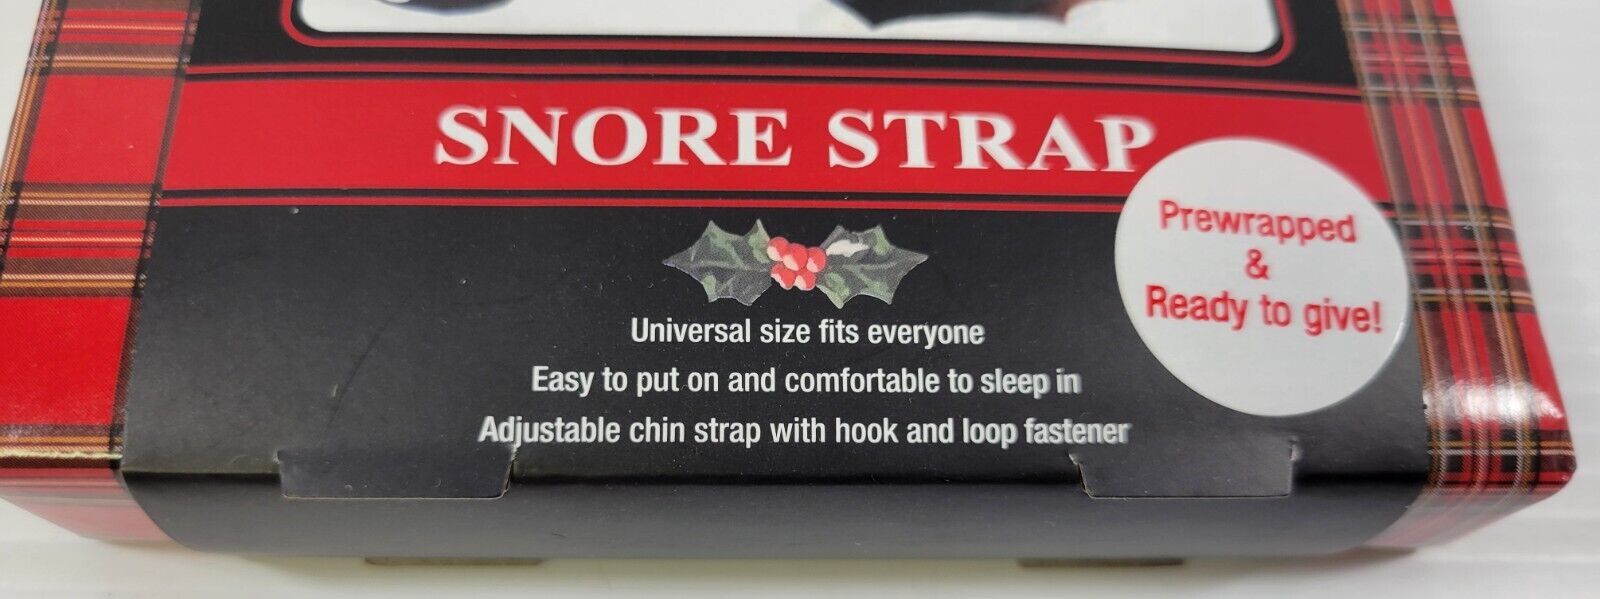 SNORE STRAP
Prewrapped
&
Ready to give!
Universal size fits everyone
Easy to put on and comfortable to sleep in
Adjustable chin strap with hook and loop fastener